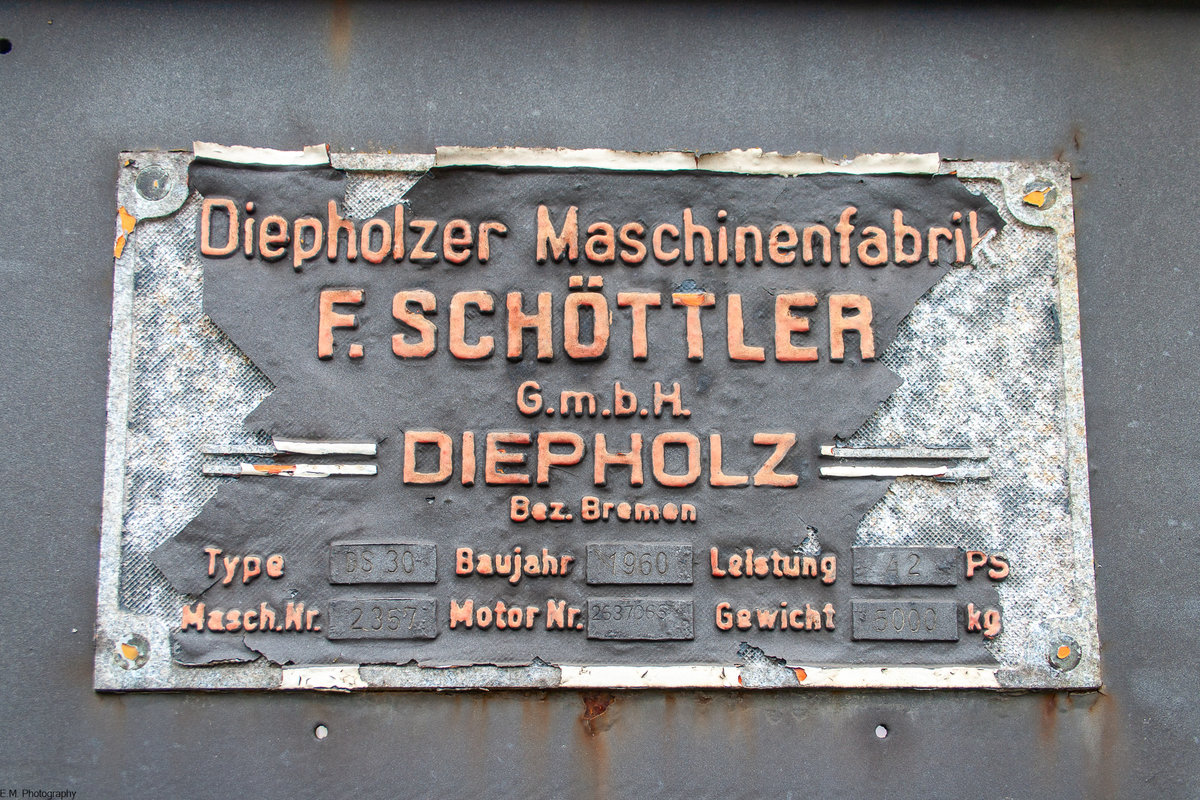 Diepholzer Maschinenfabrik
F. SCHÖTTLER
G.m.b.H.
DIEPHOLZ
Bez. Bremen
Type DS 30 Baujahr 1960 Leistung 42 PS
Masch.Nr. 2357 Motor Nr. Gewicht 5000 kg
E.M. Photography